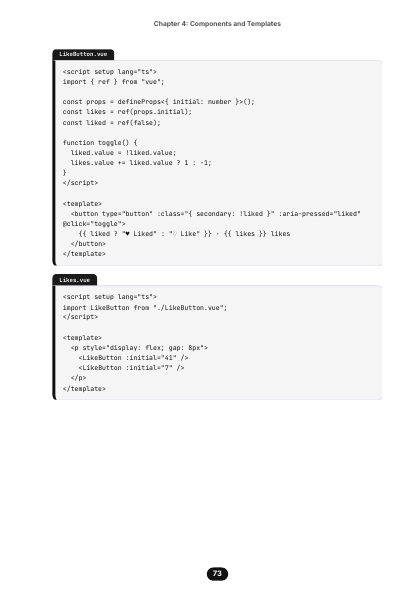 Chapter 4: Components and Templates
LikeButton.vue
<script setup lang="ts">
import { ref } from "vue";

const props = defineProps<{ initial: number }>();
const likes = ref(props.initial);
const liked = ref(false);

function toggle() {
  liked.value = !liked.value;
  likes.value += liked.value ? 1 : -1;
}
</script>

<template>
  <button type="button" :class="{ secondary: !liked }" :aria-pressed="liked"
@click="toggle">
    {{ liked ? "♥ Liked" : "♡ Like" }} · {{ likes }} likes
  </button>
</template>
Likes.vue
<script setup lang="ts">
import LikeButton from "./LikeButton.vue";
</script>

<template>
  <p style="display: flex; gap: 8px">
    <LikeButton :initial="41" />
    <LikeButton :initial="7" />
  </p>
</template>
73